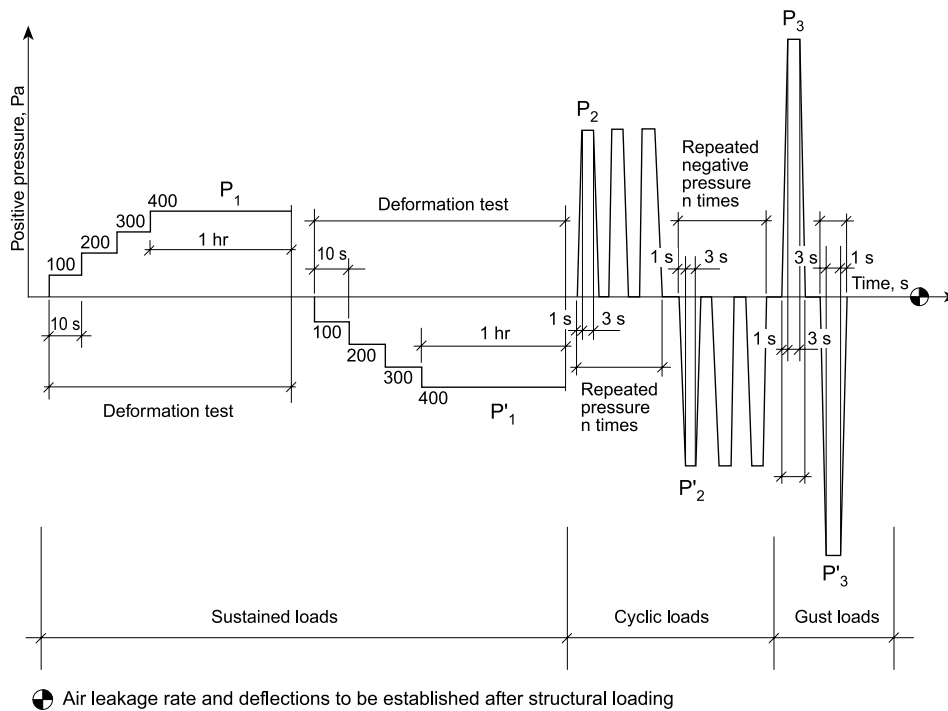 Positive pressure, Pa
P3
P2
Repeated
negative
pressure
n times
P1
400
300
200
100
1 hr
10 s
Deformation test
Deformation test
10 s
100
200
300
400
1 hr
P'1
1 s
3 s
Repeated
pressure
n times
1 s
3 s
P'2
3 s
1 s
Time, s
1 s
3 s
P'3
Sustained loads
Cyclic loads
Gust loads
Air leakage rate and deflections to be established after structural loading